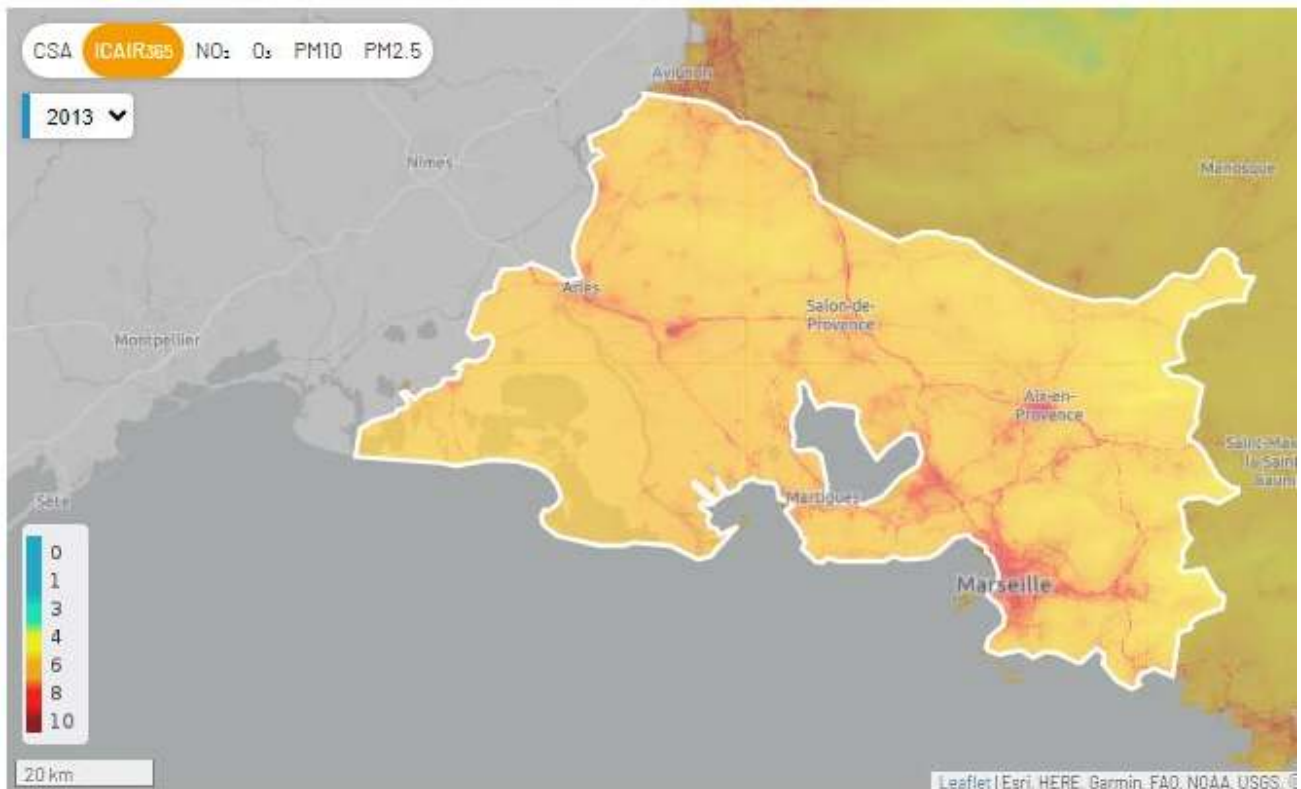 CSA ICAIR365 NO₂ O₃ PM10 PM2.5
2013
Avignon
Nîmes
Manosque
Arles
Salon-de-
Provence
Montpellier
Aix-en-
Provence
Sète
Martigues
Marseille
0
1
3
4
6
8
10
20 km
Leaflet | Esri, HERE, Garmin, FAO, NOAA, USGS, ©